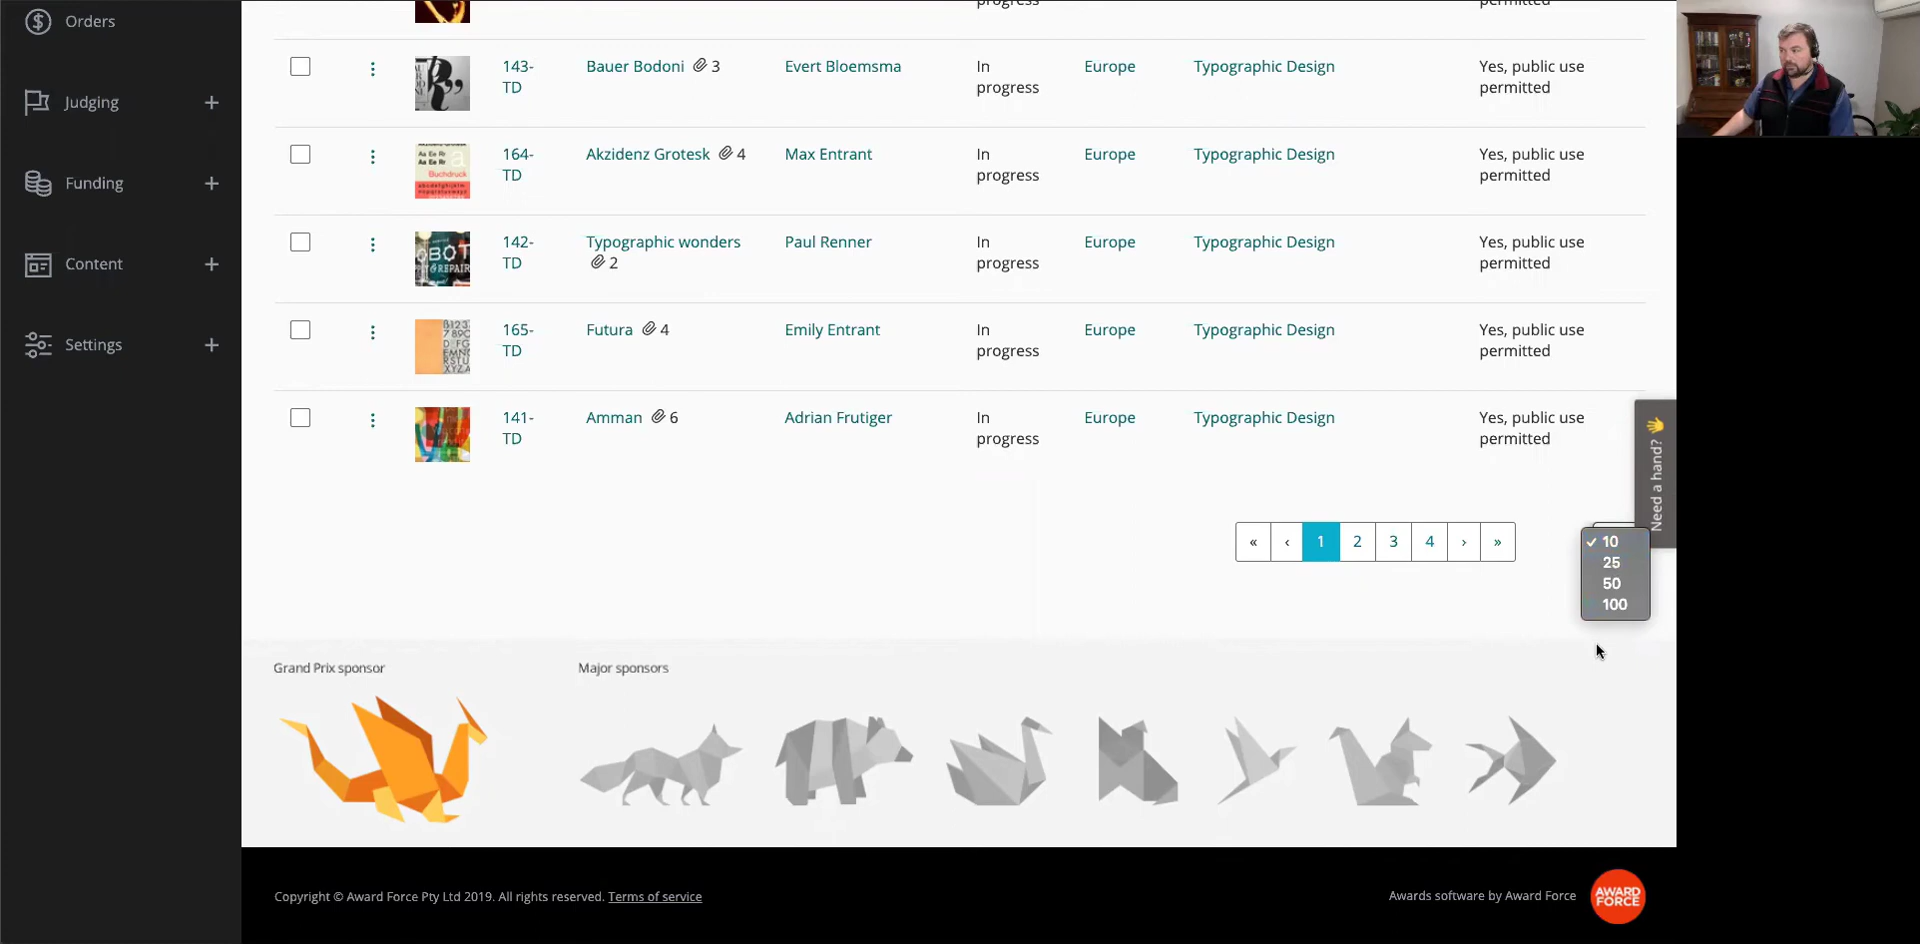 Orders
Judging +
Funding +
Content +
Settings +
progress
permitted
143-
TD
Bauer Bodoni 3
Evert Bloemsma
In
progress
Europe
Typographic Design
Yes, public use
permitted
164-
TD
Akzidenz Grotesk 4
Max Entrant
In
progress
Europe
Typographic Design
Yes, public use
permitted
142-
TD
Typographic wonders
2
Paul Renner
In
progress
Europe
Typographic Design
Yes, public use
permitted
165-
TD
Futura 4
Emily Entrant
In
progress
Europe
Typographic Design
Yes, public use
permitted
141-
TD
Amman 6
Adrian Frutiger
In
progress
Europe
Typographic Design
Yes, public use
permitted
Need a hand?
« ‹ 1 2 3 4 › »
✓ 10
25
50
100
Grand Prix sponsor
Major sponsors
Copyright © Award Force Pty Ltd 2019. All rights reserved. Terms of service
Awards software by Award Force
AWARD
FORCE